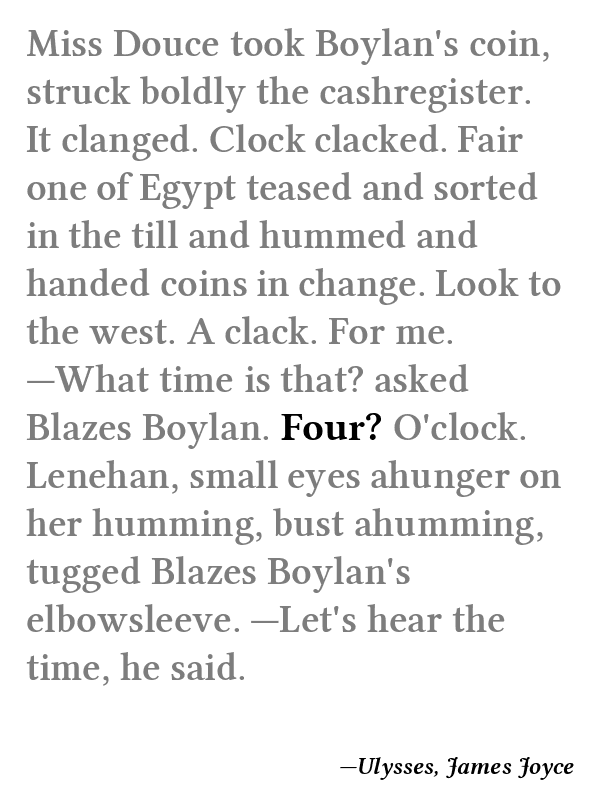 Miss Douce took Boylan's coin,
struck boldly the cashregister.
It clanged. Clock clacked. Fair
one of Egypt teased and sorted
in the till and hummed and
handed coins in change. Look to
the west. A clack. For me.
—What time is that? asked
Blazes Boylan. Four? O'clock.
Lenehan, small eyes ahunger on
her humming, bust ahumming,
tugged Blazes Boylan's
elbowsleeve. —Let's hear the
time, he said.
—Ulysses, James Joyce